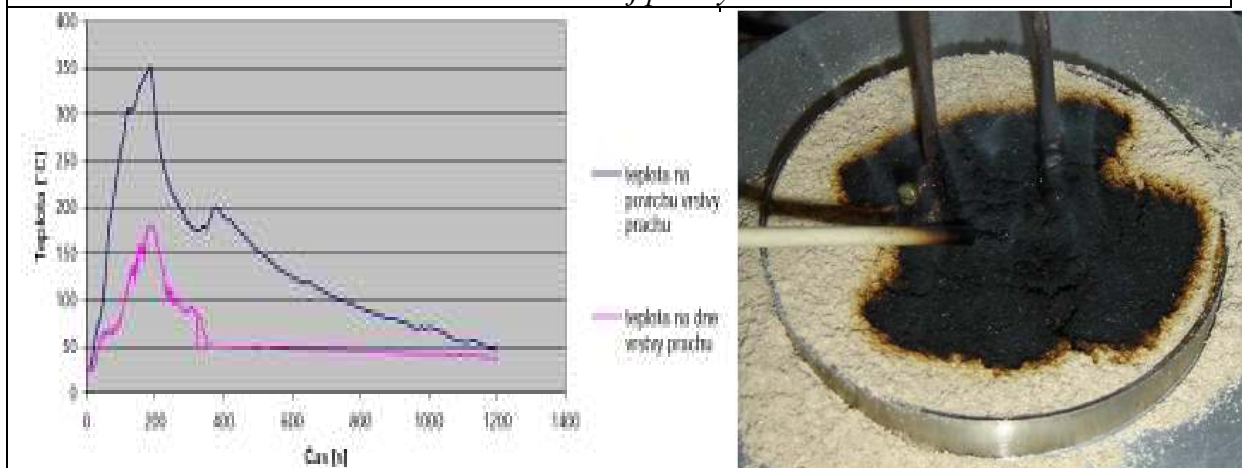 400
350
300
250
200
150
100
50
0
Teplota [°C]
0 200 400 600 800 1000 1200 1400
Čas [s]
teplota na
povrchu vrstvy
prachu
teplota na dne
vrstvy prachu